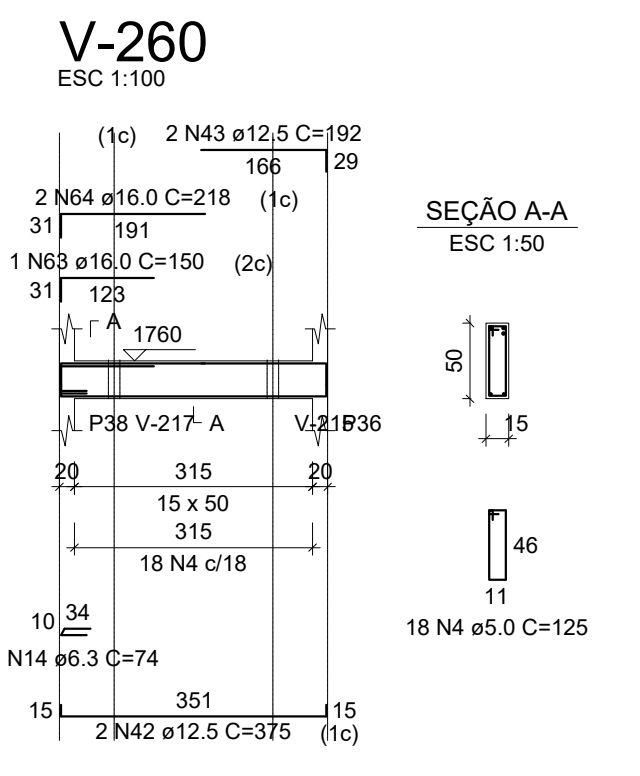 V-260
ESC 1:100
(1c)
2 N43 ø12.5 C=192
166
29
2 N64 ø16.0 C=218
(1c)
31
191
1 N63 ø16.0 C=150
(2c)
31
123
A
1760
P38 V-217
A
V-215
P36
20
315
20
15 x 50
315
18 N4 c/18
10
34
N14 ø6.3 C=74
15
351
15
2 N42 ø12.5 C=375
(1c)
SEÇÃO A-A
ESC 1:50
50
15
46
11
18 N4 ø5.0 C=125